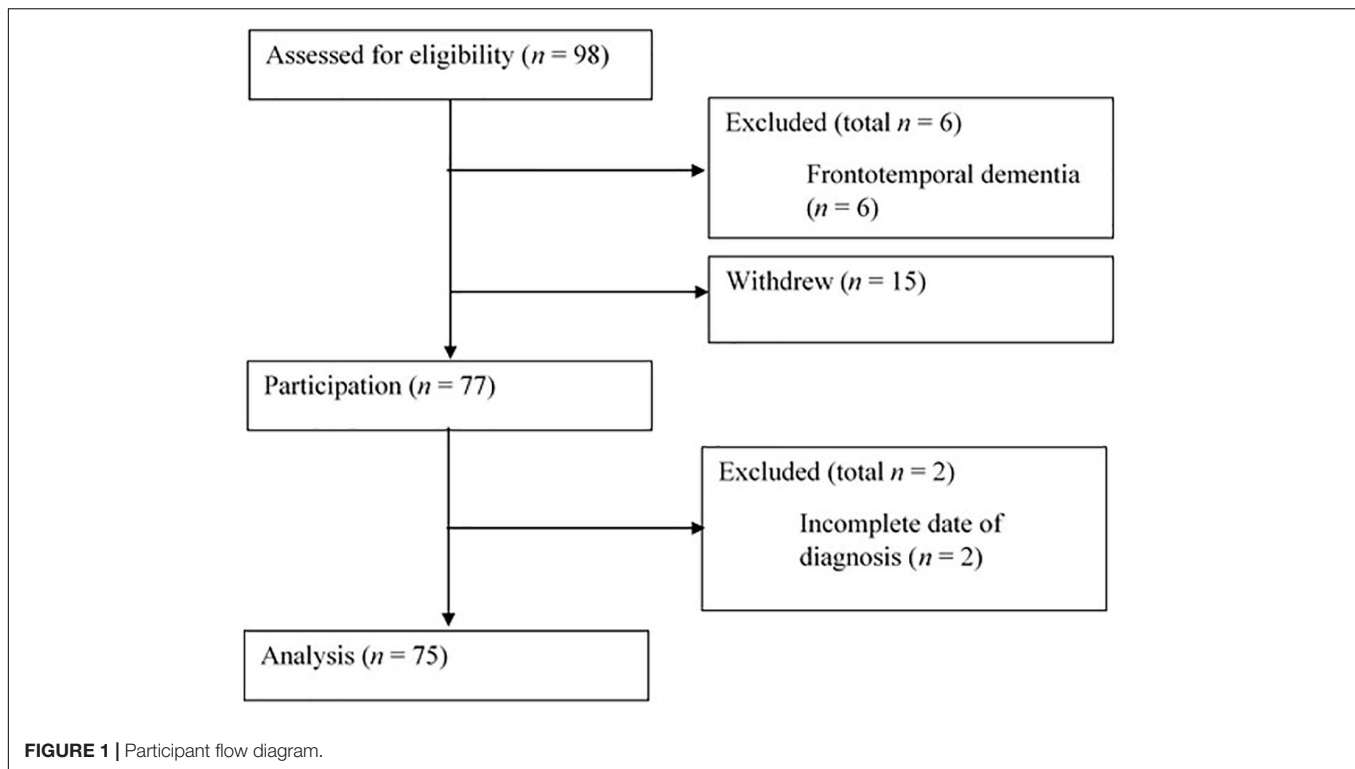 Assessed for eligibility (n = 98)
Excluded (total n = 6)
Frontotemporal dementia
(n = 6)
Withdrew (n = 15)
Participation (n = 77)
Excluded (total n = 2)
Incomplete date of
diagnosis (n = 2)
Analysis (n = 75)
FIGURE 1 | Participant flow diagram.